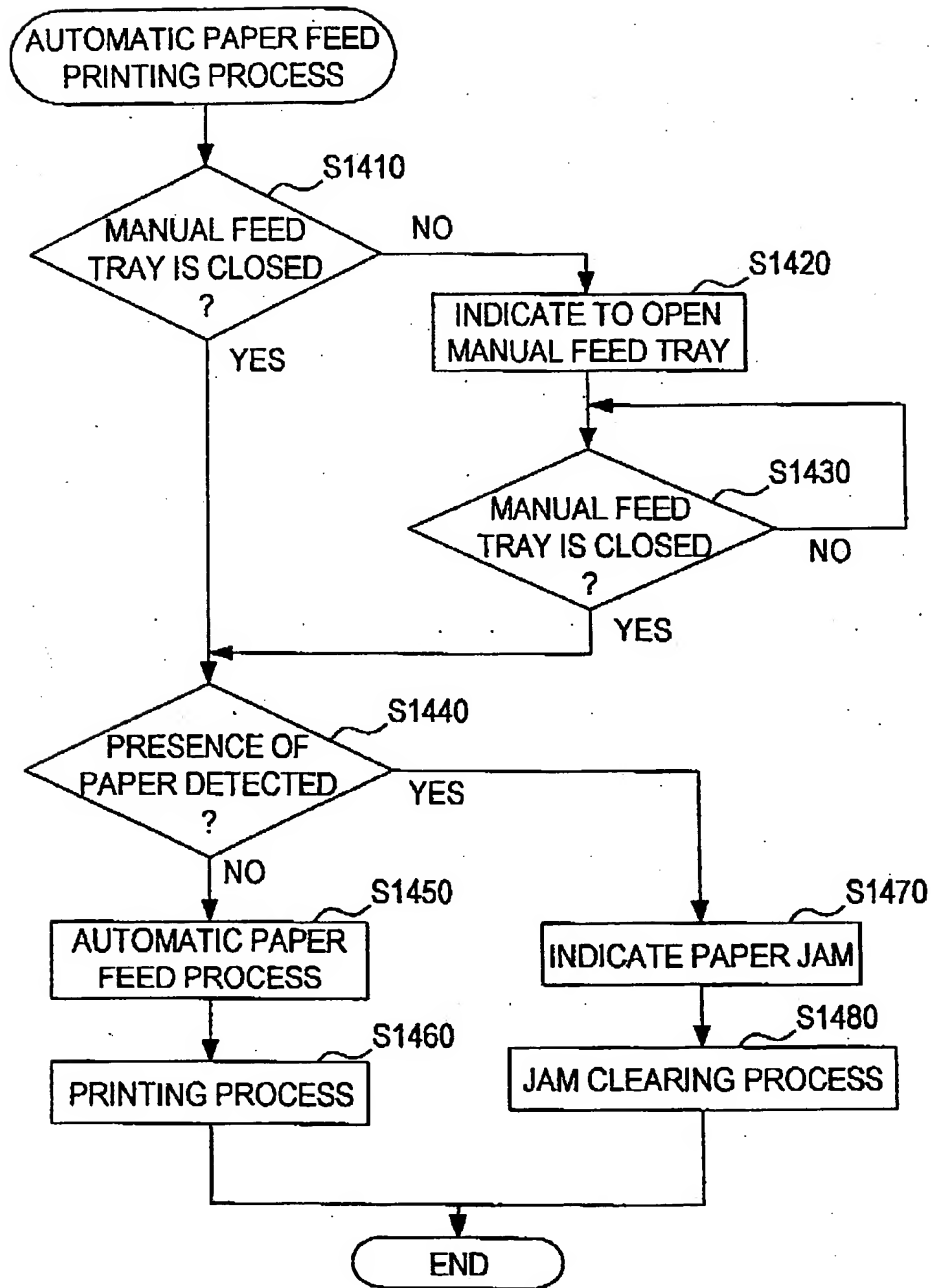 AUTOMATIC PAPER FEED
PRINTING PROCESS
S1410
MANUAL FEED
TRAY IS CLOSED
?
NO
YES
S1420
INDICATE TO OPEN
MANUAL FEED TRAY
S1430
MANUAL FEED
TRAY IS CLOSED
?
NO
YES
S1440
PRESENCE OF
PAPER DETECTED
?
YES
NO
S1450
AUTOMATIC PAPER
FEED PROCESS
S1460
PRINTING PROCESS
S1470
INDICATE PAPER JAM
S1480
JAM CLEARING PROCESS
END